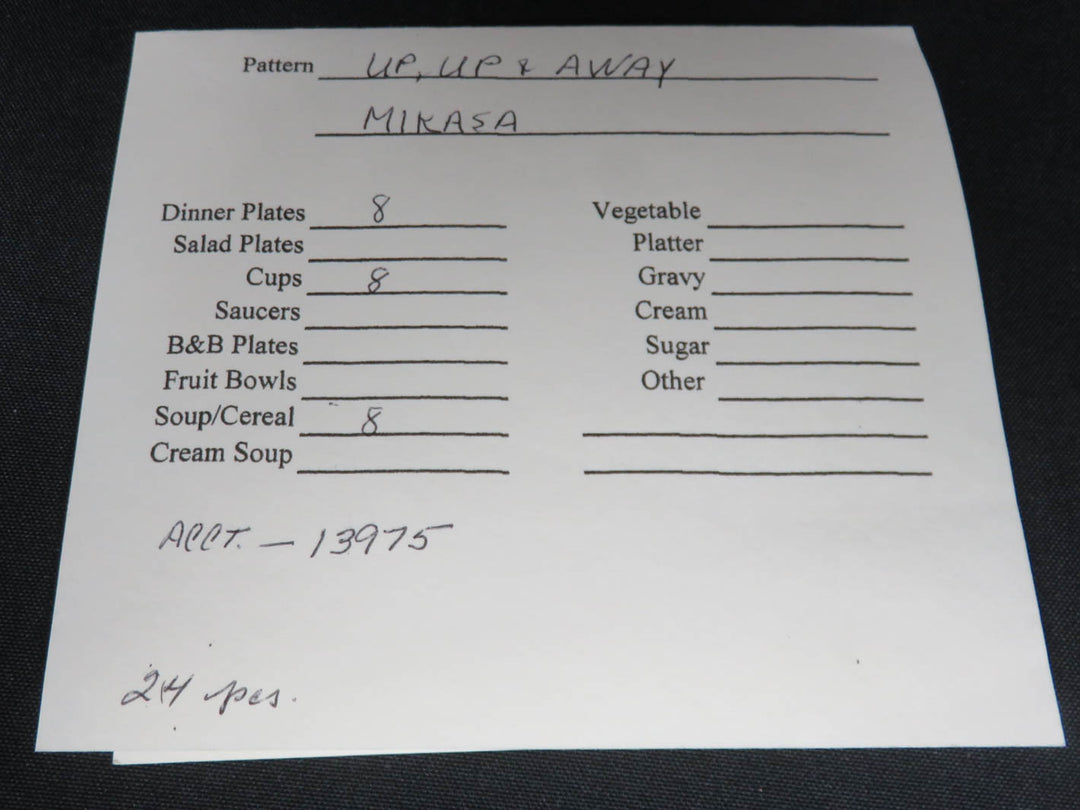 Pattern UP, UP & AWAY
MIKASA
Dinner Plates 8
Salad Plates
Cups 8
Saucers
B&B Plates
Fruit Bowls
Soup/Cereal 8
Cream Soup
Vegetable
Platter
Gravy
Cream
Sugar
Other
ACCT. — 13975
24 pcs.